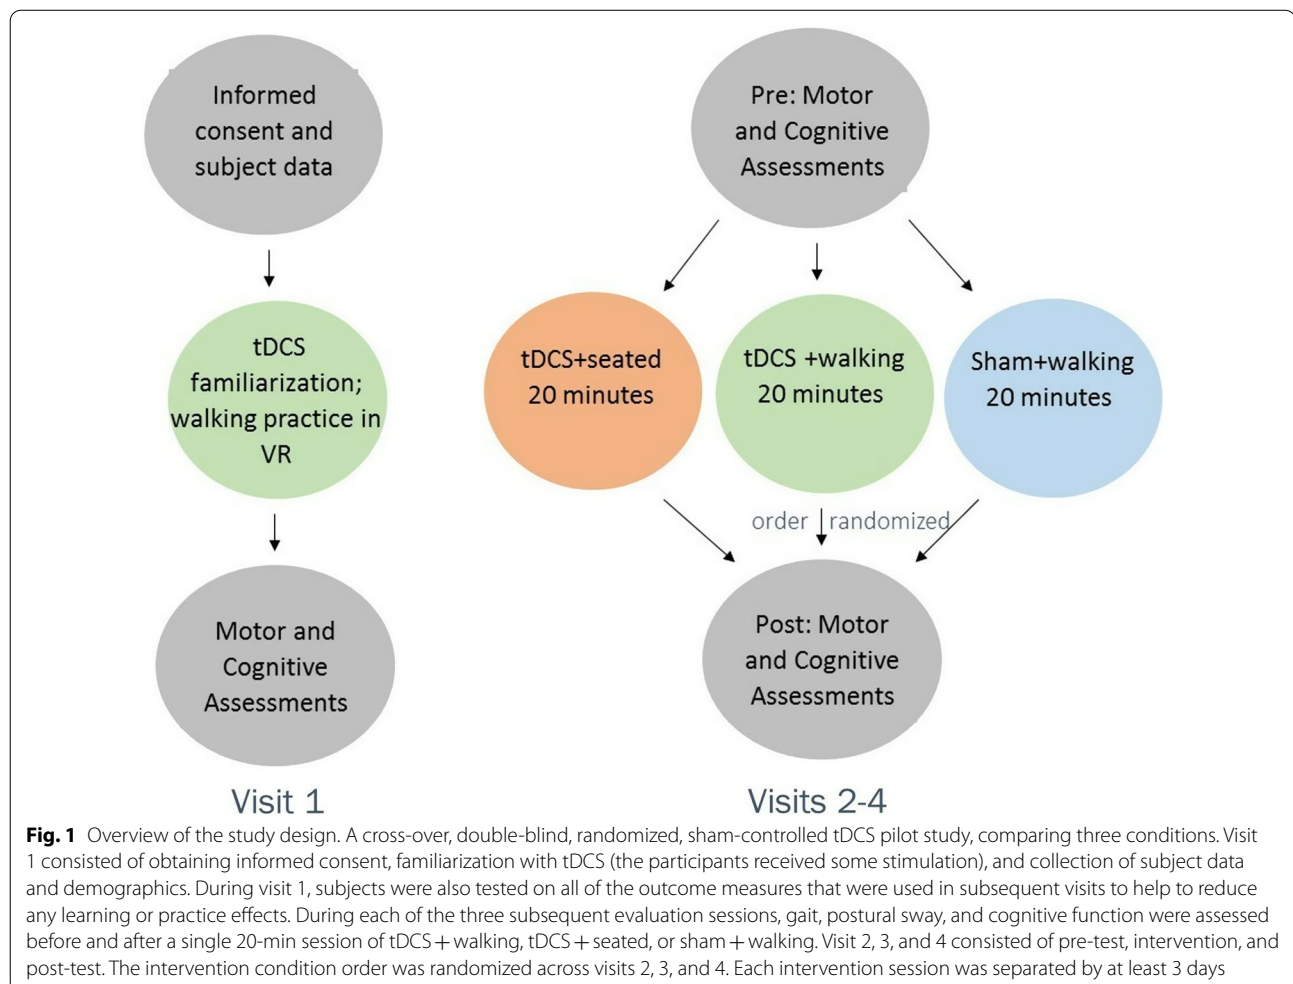 Informed
consent and
subject data
tDCS
familiarization;
walking practice in
VR
Motor and
Cognitive
Assessments
Visit 1
Pre: Motor
and Cognitive
Assessments
tDCS+seated
20 minutes
tDCS +walking
20 minutes
Sham+walking
20 minutes
order randomized
Post: Motor
and Cognitive
Assessments
Visits 2-4
Fig. 1 Overview of the study design. A cross-over, double-blind, randomized, sham-controlled tDCS pilot study, comparing three conditions. Visit
1 consisted of obtaining informed consent, familiarization with tDCS (the participants received some stimulation), and collection of subject data
and demographics. During visit 1, subjects were also tested on all of the outcome measures that were used in subsequent visits to help to reduce
any learning or practice effects. During each of the three subsequent evaluation sessions, gait, postural sway, and cognitive function were assessed
before and after a single 20-min session of tDCS + walking, tDCS + seated, or sham + walking. Visit 2, 3, and 4 consisted of pre-test, intervention, and
post-test. The intervention condition order was randomized across visits 2, 3, and 4. Each intervention session was separated by at least 3 days